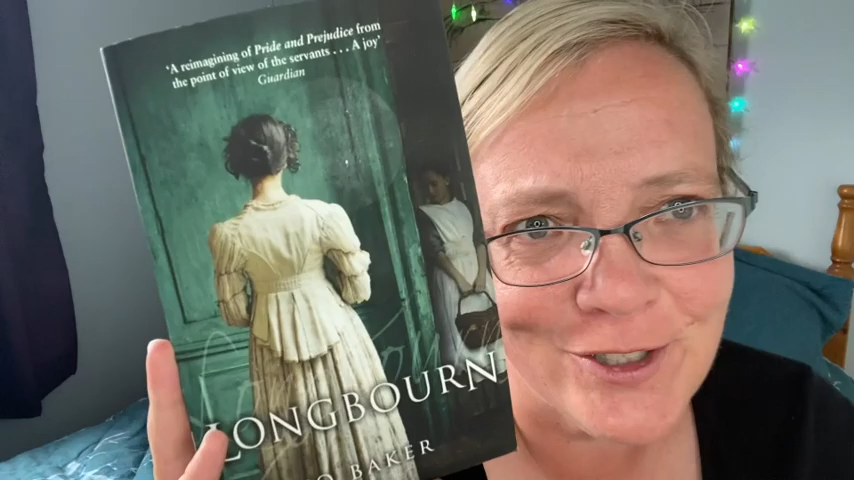 'A reimagining of Pride and Prejudice from
the point of view of the servants . . . A joy'
Guardian
LONGBOURN
BAKER